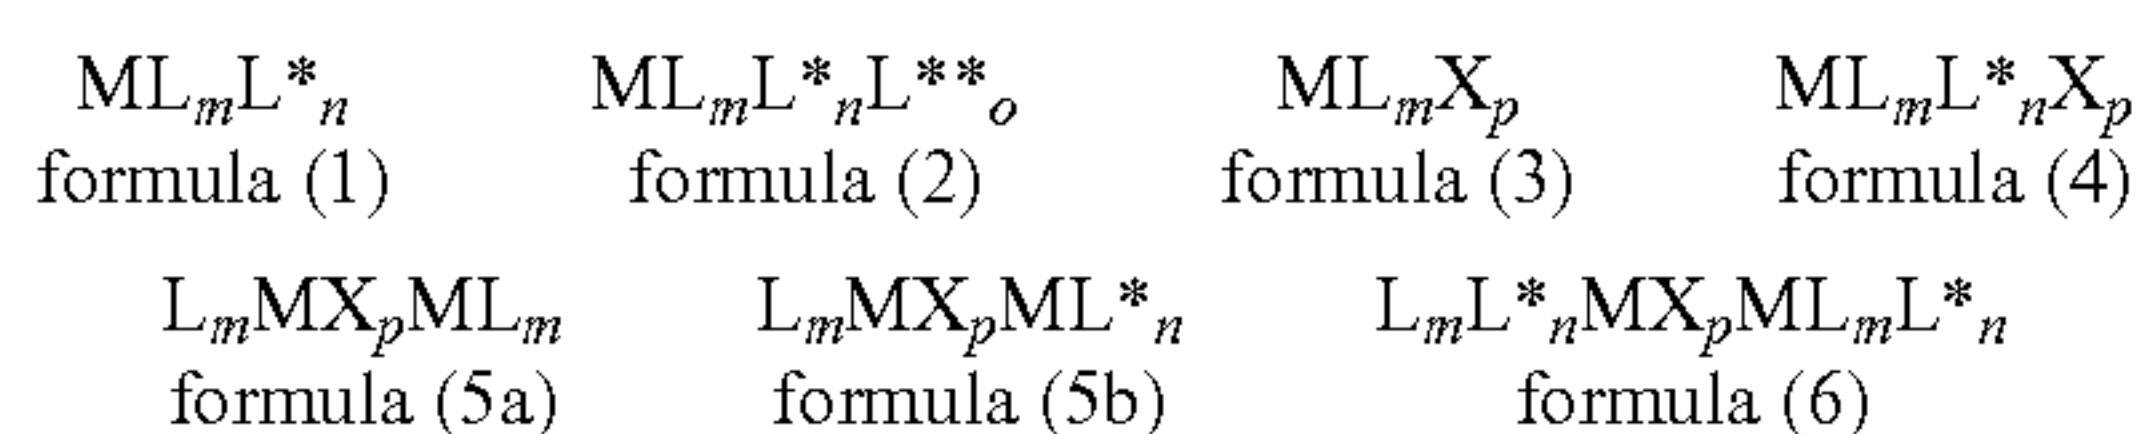 MLₘL*ₙ MLₘL*ₙL**ₒ MLₘXₚ MLₘL*ₙXₚ
formula (1) formula (2) formula (3) formula (4)
LₘMXₚMLₘ LₘMXₚML*ₙ LₘL*ₙMXₚMLₘL*ₙ
formula (5a) formula (5b) formula (6)